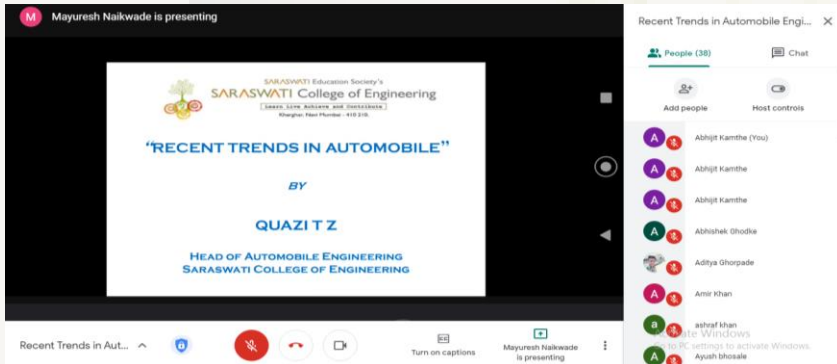 M Mayuresh Naikwade is presenting
SARASWATI Education Society's
SARASWATI College of Engineering
Learn Live Achieve and Contribute
Kharghar, Navi Mumbai - 410 210.
"RECENT TRENDS IN AUTOMOBILE"
BY
QUAZI T Z
HEAD OF AUTOMOBILE ENGINEERING
SARASWATI COLLEGE OF ENGINEERING
Recent Trends in Aut...
Turn on captions
Mayuresh Naikwade
is presenting
Recent Trends in Automobile Engi...
People (38)
Chat
Add people
Host controls
A Abhijit Kamthe (You)
A Abhijit Kamthe
A Abhijit Kamthe
A Abhishek Ghodke
Aditya Ghorpade
A Amir Khan
a ashraf khan
Activate Windows
Go to PC settings to activate Windows.
A Ayush bhosale